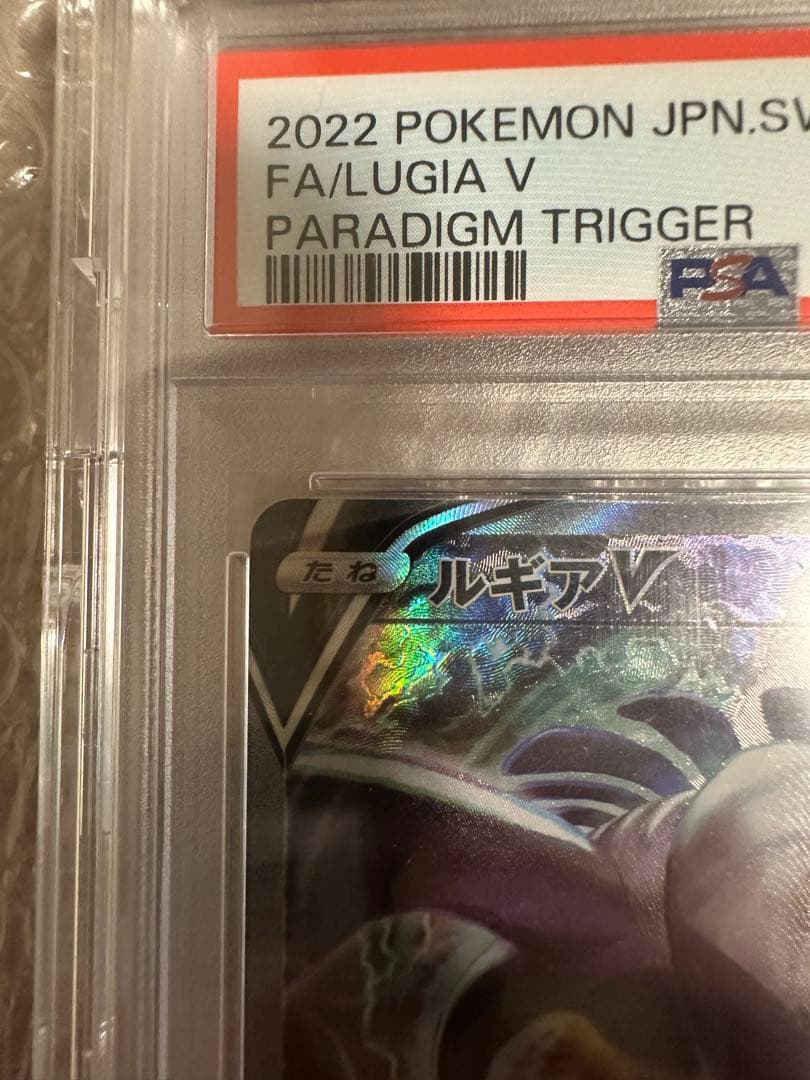 2022 POKEMON JPN.SW
FA/LUGIA V
PARADIGM TRIGGER
PSA
たね ルギアV